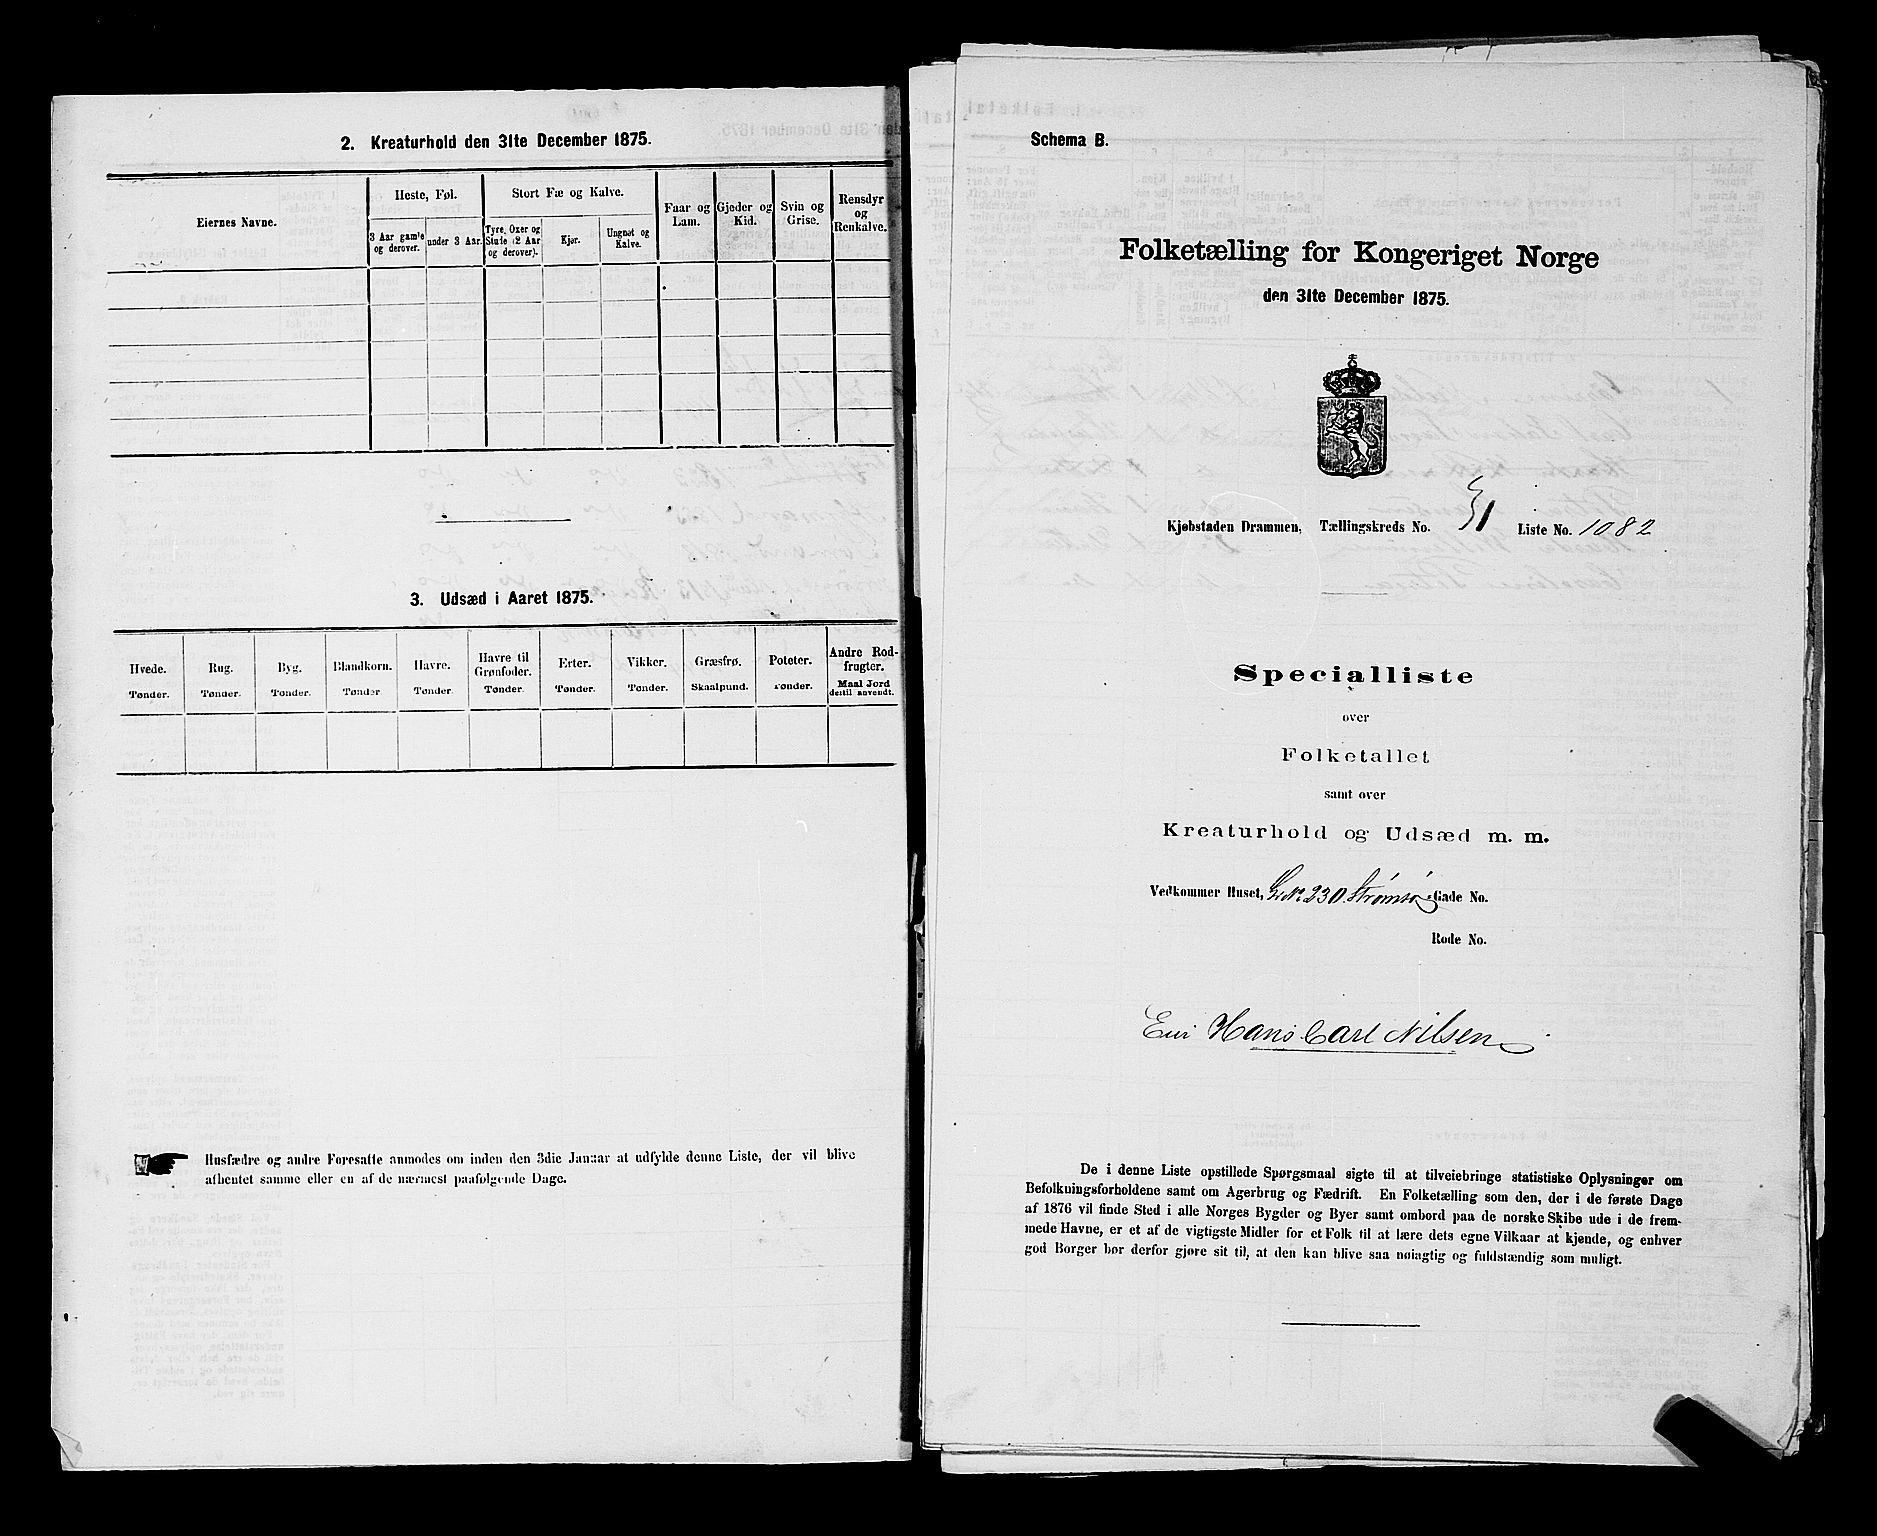 2. Kreaturhold den 31te December 1875.
Eiernes Navne.
Heste, Føl.
3 Aar gamle og derover.
under 3 Aar.
Stort Fæ og Kalve.
Tyre, Oxer og Stude (2 Aar og derover).
Kjør.
Ungnøt og Kalve.
Faar og Lam.
Gjeder og Kid.
Svin og Grise.
Rensdyr og Renkalve.
3. Udsæd i Aaret 1875.
Hvede. Tønder.
Rug. Tønder.
Byg. Tønder.
Blandkorn. Tønder
Havre. Tønder.
Havre til Grønfoder. Tønder.
Erter. Tønder.
Vikker. Tønder.
Græsfrø. Skaalpund.
Poteter. Tønder.
Andre Rodfrugter. Maal Jord dertil anvendt.
Husfædre og andre Foresatte anmodes om inden den 3die Januar at udfylde denne Liste, der vil blive
afhentet samme eller en af de nærmest paafølgende Dage.
Schema B.
Folketælling for Kongeriget Norge
den 31te December 1875.
Kjøbstaden Drammen, Tællingskreds No. 31 Liste No. 1082
Specialliste
over
Folketallet
samt over
Kreaturhold og Udsæd m. m.
Vedkommer Huset, G.No 230 Strømsø Gade No.
Rode No.
Eier Hans Carl Nilsen
De i denne Liste opstillede Spørgsmaal sigte til at tilveiebringe statistiske Oplysninger om
Befolkningsforholdene samt om Agerbrug og Fædrift. En Folketælling som den, der i de første Dage
af 1876 vil finde Sted i alle Norges Bygder og Byer samt ombord paa de norske Skibe ude i de frem-
mede Havne, er et af de vigtigste Midler for et Folk til at lære dets egne Vilkaar at kjende, og enhver
god Borger bør derfor gjøre sit til, at den kan blive saa nøiagtig og fuldstændig som muligt.